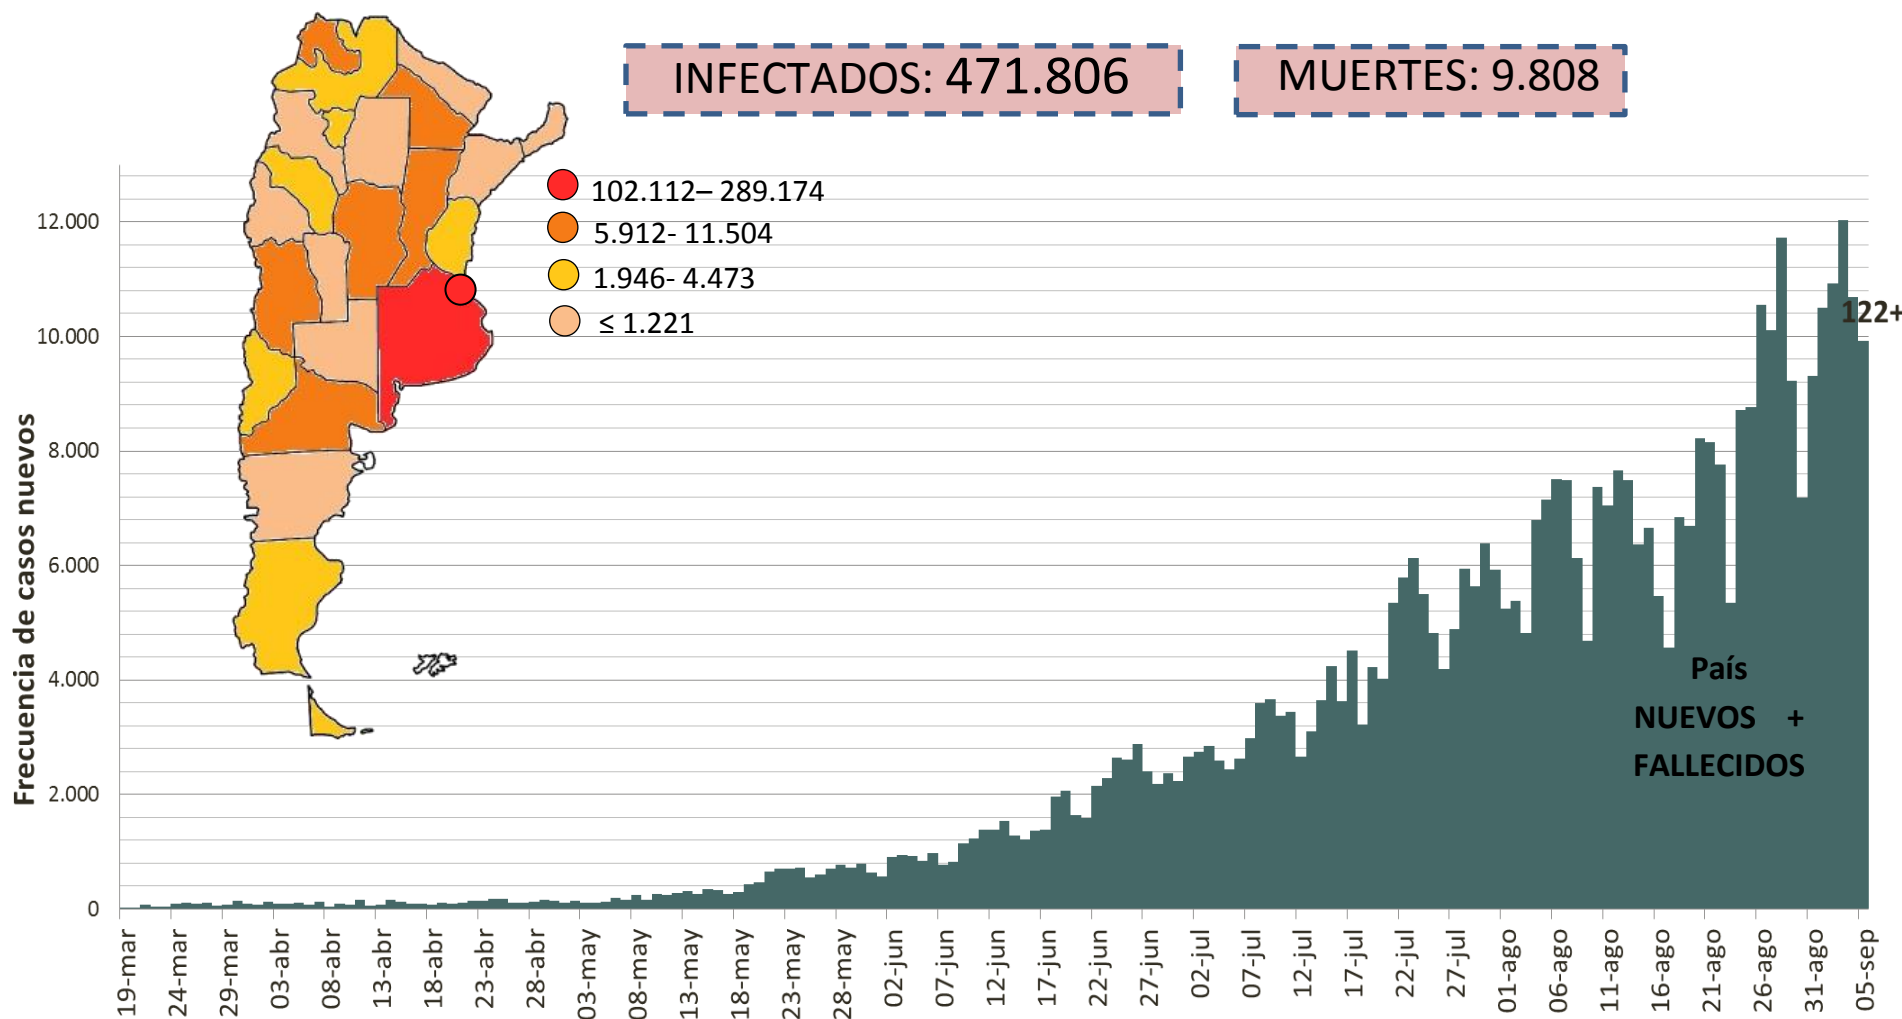 INFECTADOS: 471.806
MUERTES: 9.808
102.112– 289.174
5.912- 11.504
1.946- 4.473
≤ 1.221
Frecuencia de casos nuevos
12.000
10.000
8.000
6.000
4.000
2.000
0
122+
País
NUEVOS +
FALLECIDOS
19-mar
24-mar
29-mar
03-abr
08-abr
13-abr
18-abr
23-abr
28-abr
03-may
08-may
13-may
18-may
23-may
28-may
02-jun
07-jun
12-jun
17-jun
22-jun
27-jun
02-jul
07-jul
12-jul
17-jul
22-jul
27-jul
01-ago
06-ago
11-ago
16-ago
21-ago
26-ago
31-ago
05-sep